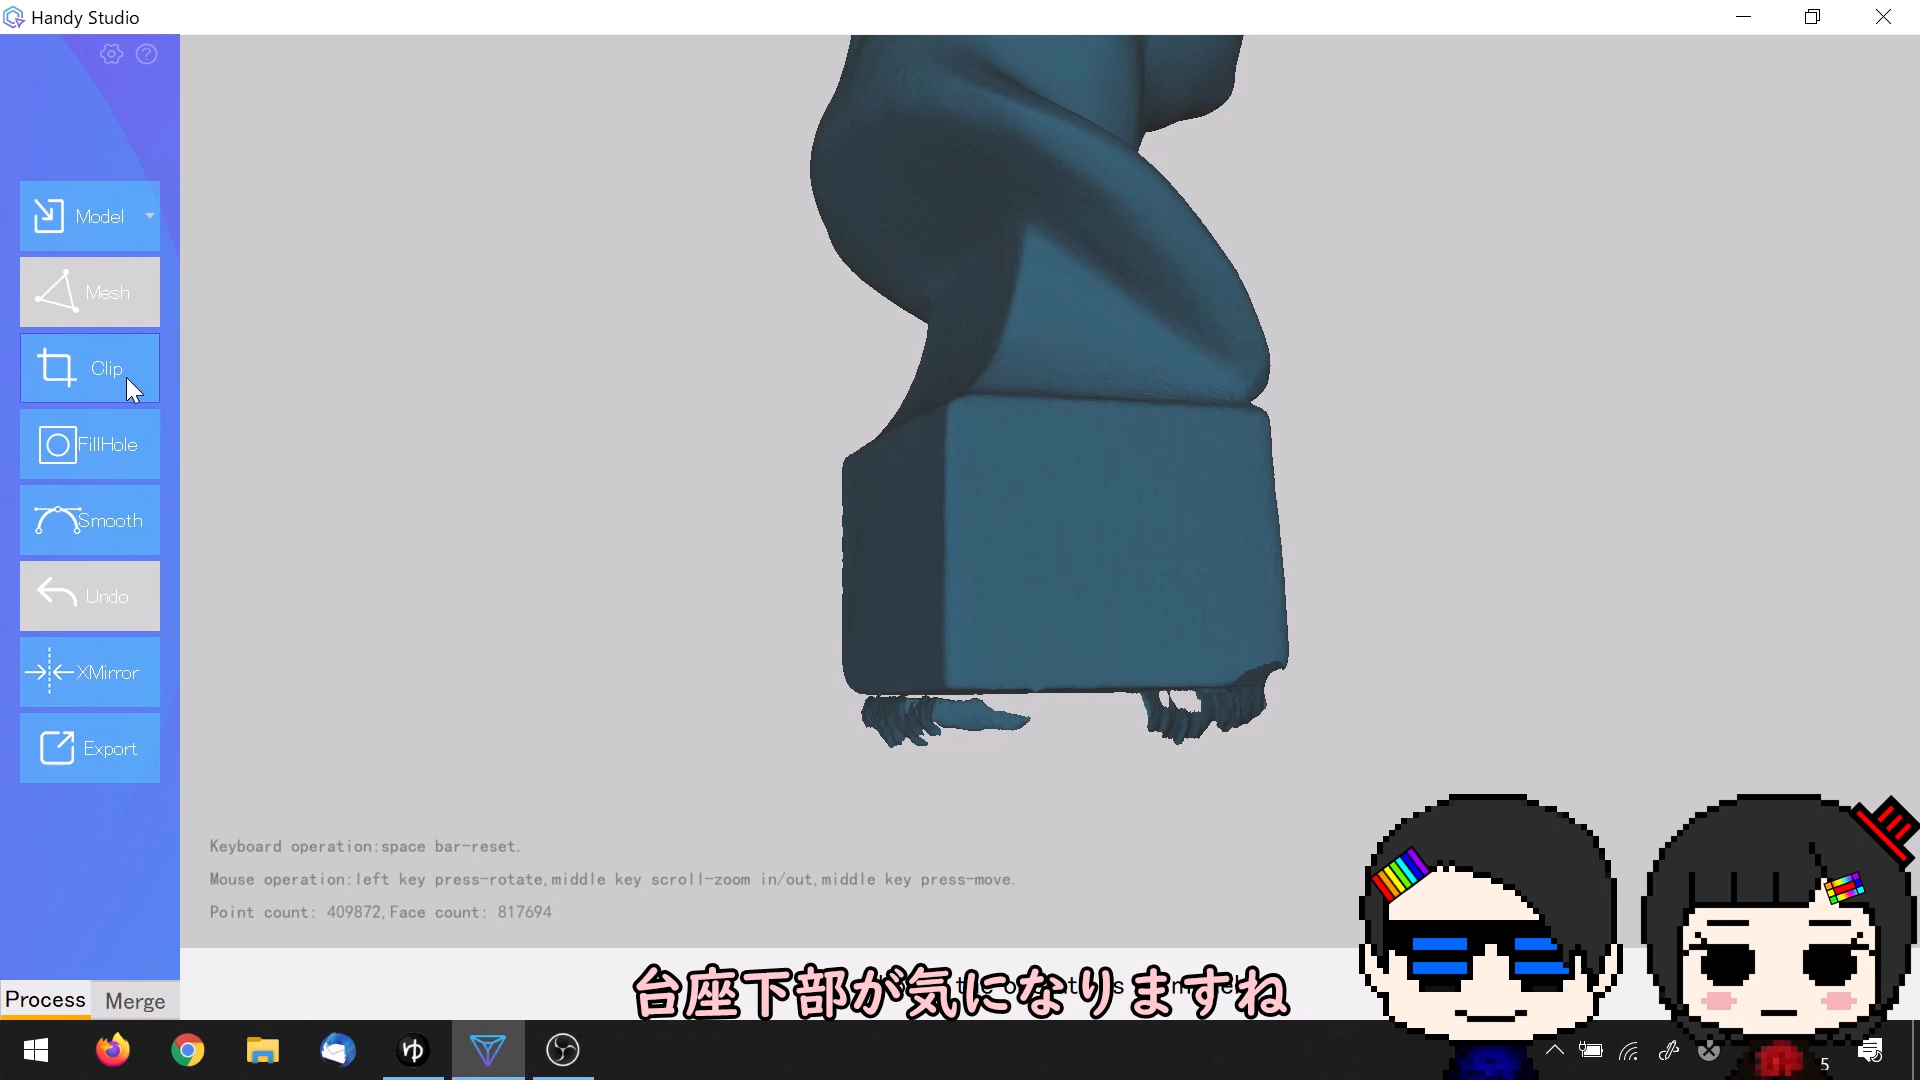 Handy Studio
Model
Mesh
Clip
FillHole
Smooth
Undo
XMirror
Export
Keyboard operation:space bar-reset.
Mouse operation:left key press-rotate,middle key scroll-zoom in/out,middle key press-move.
Point count: 409872,Face count: 817694
台座下部が気になりますね
Process
Merge
ゆ
5